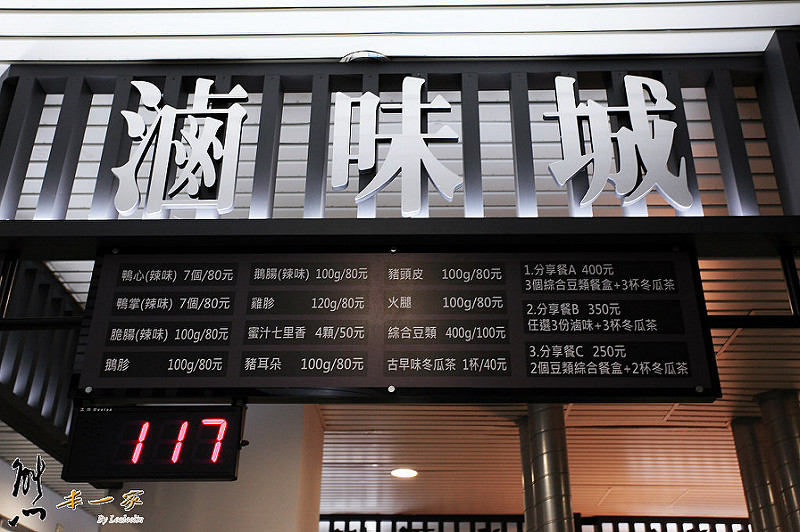 滷味城
鴨心(辣味) 7個/80元
鴨掌(辣味) 7個/80元
脆腸(辣味) 100g/80元
鵝胗 100g/80元
鵝腸(辣味) 100g/80元
雞胗 120g/80元
蜜汁七里香 4顆/50元
豬耳朵 100g/80元
豬頭皮 100g/80元
火腿 100g/80元
綜合豆類 400g/100元
古早味冬瓜茶 1杯/40元
1.分享餐A 400元
3個綜合豆類餐盒+3杯冬瓜茶
2.分享餐B 350元
任選3份滷味+3杯冬瓜茶
3.分享餐C 250元
2個豆類綜合餐盒+2杯冬瓜茶
117
熊
本一家
By Leeleelin